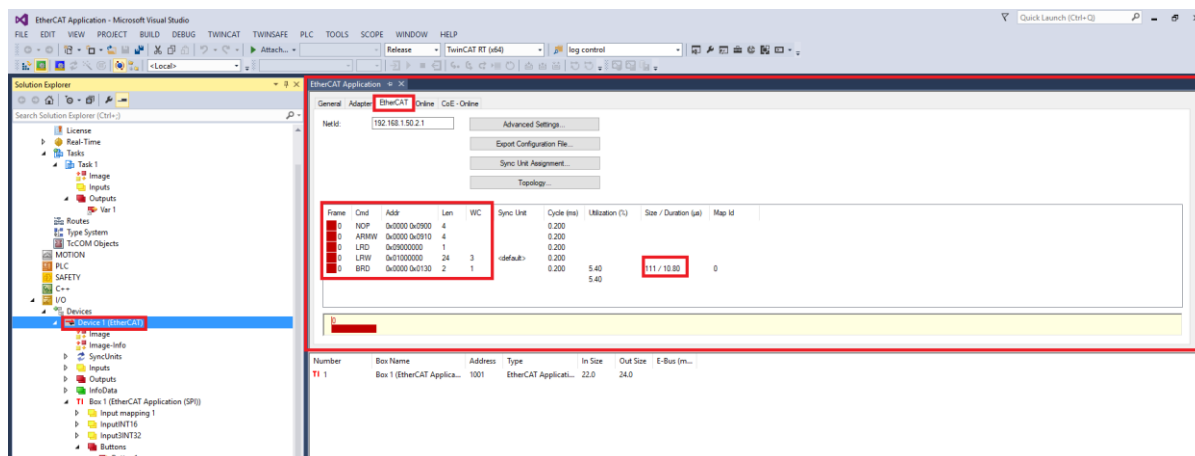 EtherCAT Application - Microsoft Visual Studio
Quick Launch (Ctrl+Q)
FILE EDIT VIEW PROJECT BUILD DEBUG TWINCAT TWINSAFE PLC TOOLS SCOPE WINDOW HELP
Attach... Release TwinCAT RT (x64) log control
<Local>
Solution Explorer
Search Solution Explorer (Ctrl+;)
License
Real-Time
Tasks
Task 1
Image
Inputs
Outputs
Var 1
Routes
Type System
TcCOM Objects
MOTION
PLC
SAFETY
C++
I/O
Devices
Device 1 (EtherCAT)
Image
Image-Info
SyncUnits
Inputs
Outputs
InfoData
TI Box 1 (EtherCAT Application (SPI))
Input mapping 1
InputINT16
Input3INT32
Buttons
EtherCAT Application
General Adapter EtherCAT Online CoE - Online
NetId: 192.168.1.50.2.1
Advanced Settings...
Export Configuration File...
Sync Unit Assignment...
Topology...
Frame Cmd Addr Len WC Sync Unit Cycle (ms) Utilization (%) Size / Duration (µs) Map Id
0 NOP 0x0000 0x0900 4 0.200
0 ARMW 0x0000 0x0910 4 0.200
0 LRD 0x09000000 1 0.200
0 LRW 0x01000000 24 3 <default> 0.200
0 BRD 0x0000 0x0130 2 1 0.200 5.40 111 / 10.80 0
5.40
0
Number Box Name Address Type In Size Out Size E-Bus (m...
TI 1 Box 1 (EtherCAT Applica... 1001 EtherCAT Applicati... 22.0 24.0